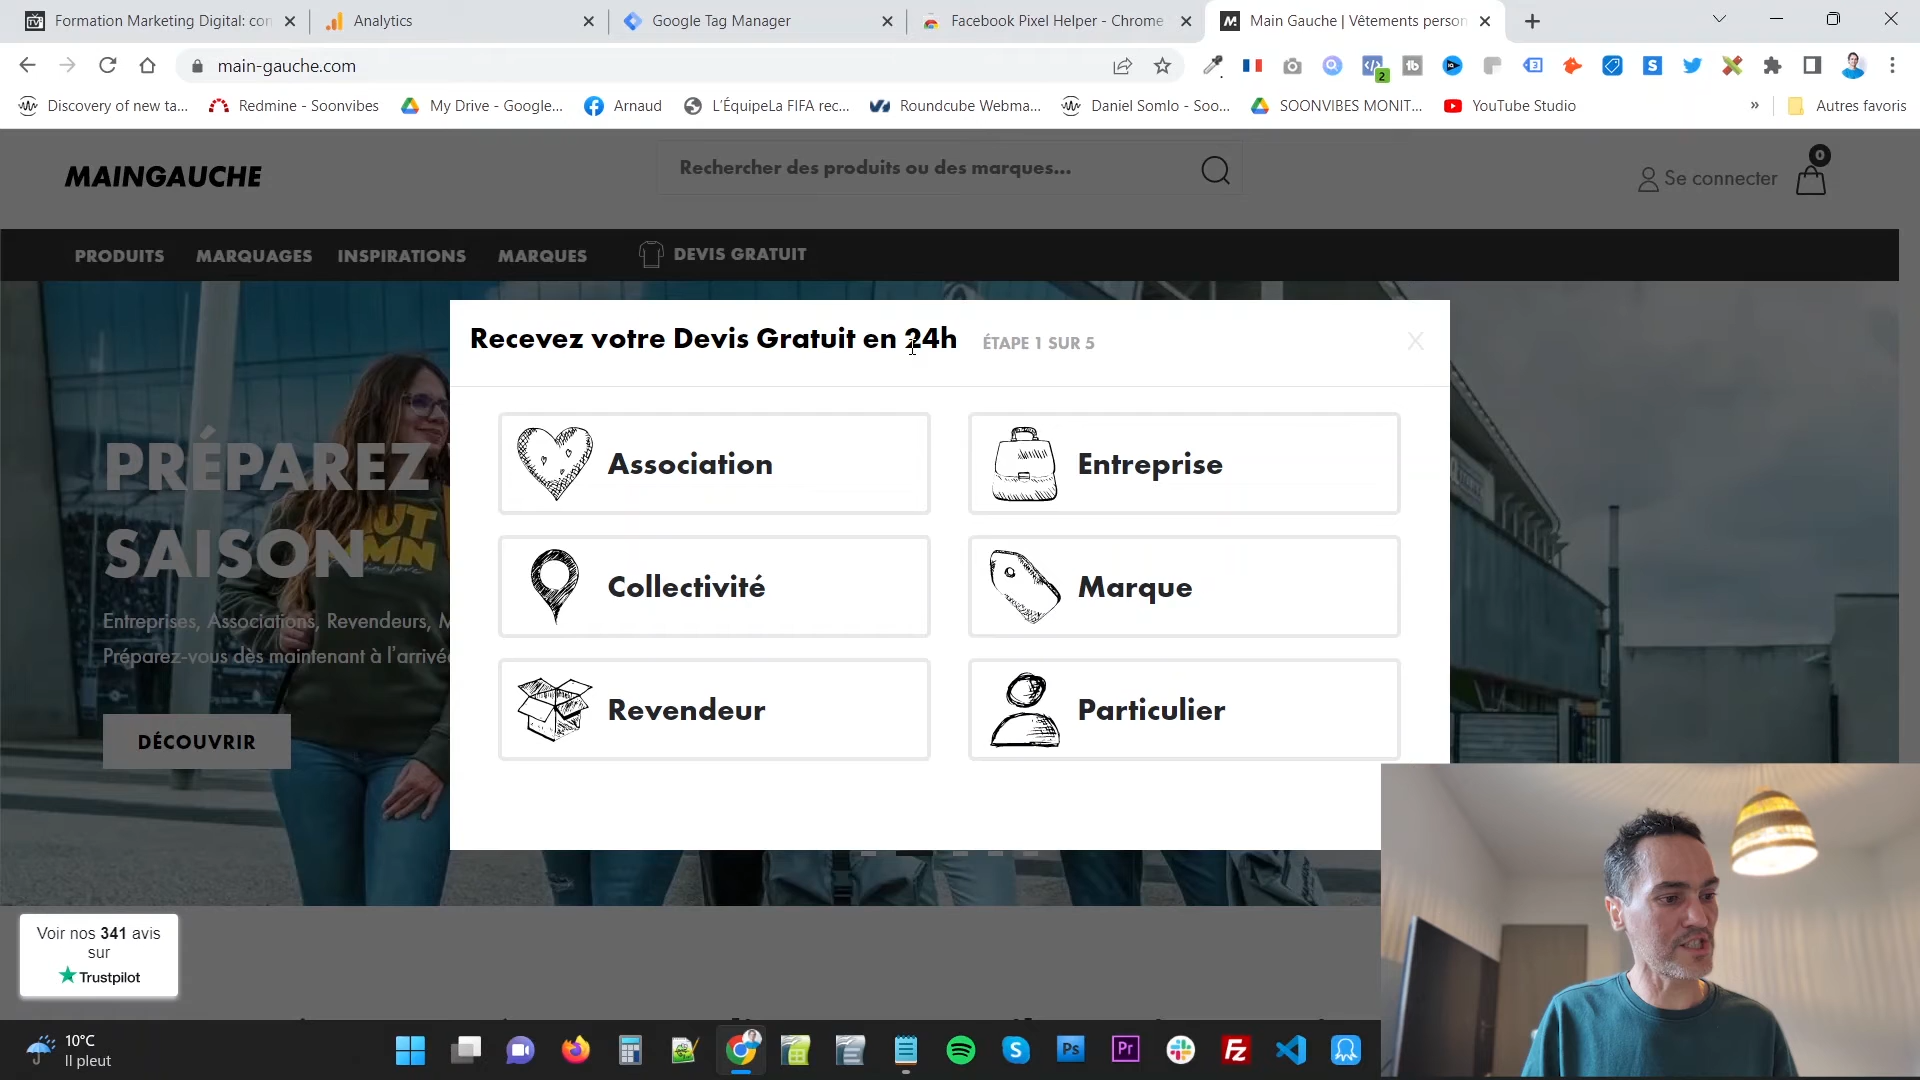 Formation Marketing Digital: con
Analytics
Google Tag Manager
Facebook Pixel Helper - Chrome
Main Gauche | Vêtements person
main-gauche.com
2
Discovery of new ta...
Redmine - Soonvibes
My Drive - Google...
Arnaud
L'ÉquipeLa FIFA rec...
Roundcube Webma...
Daniel Somlo - Soo...
SOONVIBES MONIT...
YouTube Studio
»
Autres favoris
MAINGAUCHE
Rechercher des produits ou des marques...
Se connecter
0
PRODUITS
MARQUAGES
INSPIRATIONS
MARQUES
DEVIS GRATUIT
Recevez votre Devis Gratuit en 24h
ÉTAPE 1 SUR 5
X
Association
Entreprise
Collectivité
Marque
Revendeur
Particulier
PRÉPAREZ
SAISON
Entreprises, Associations, Revendeurs, M
Préparez-vous dès maintenant à l'arrivée
DÉCOUVRIR
Voir nos 341 avis
sur
Trustpilot
10°C
Il pleut